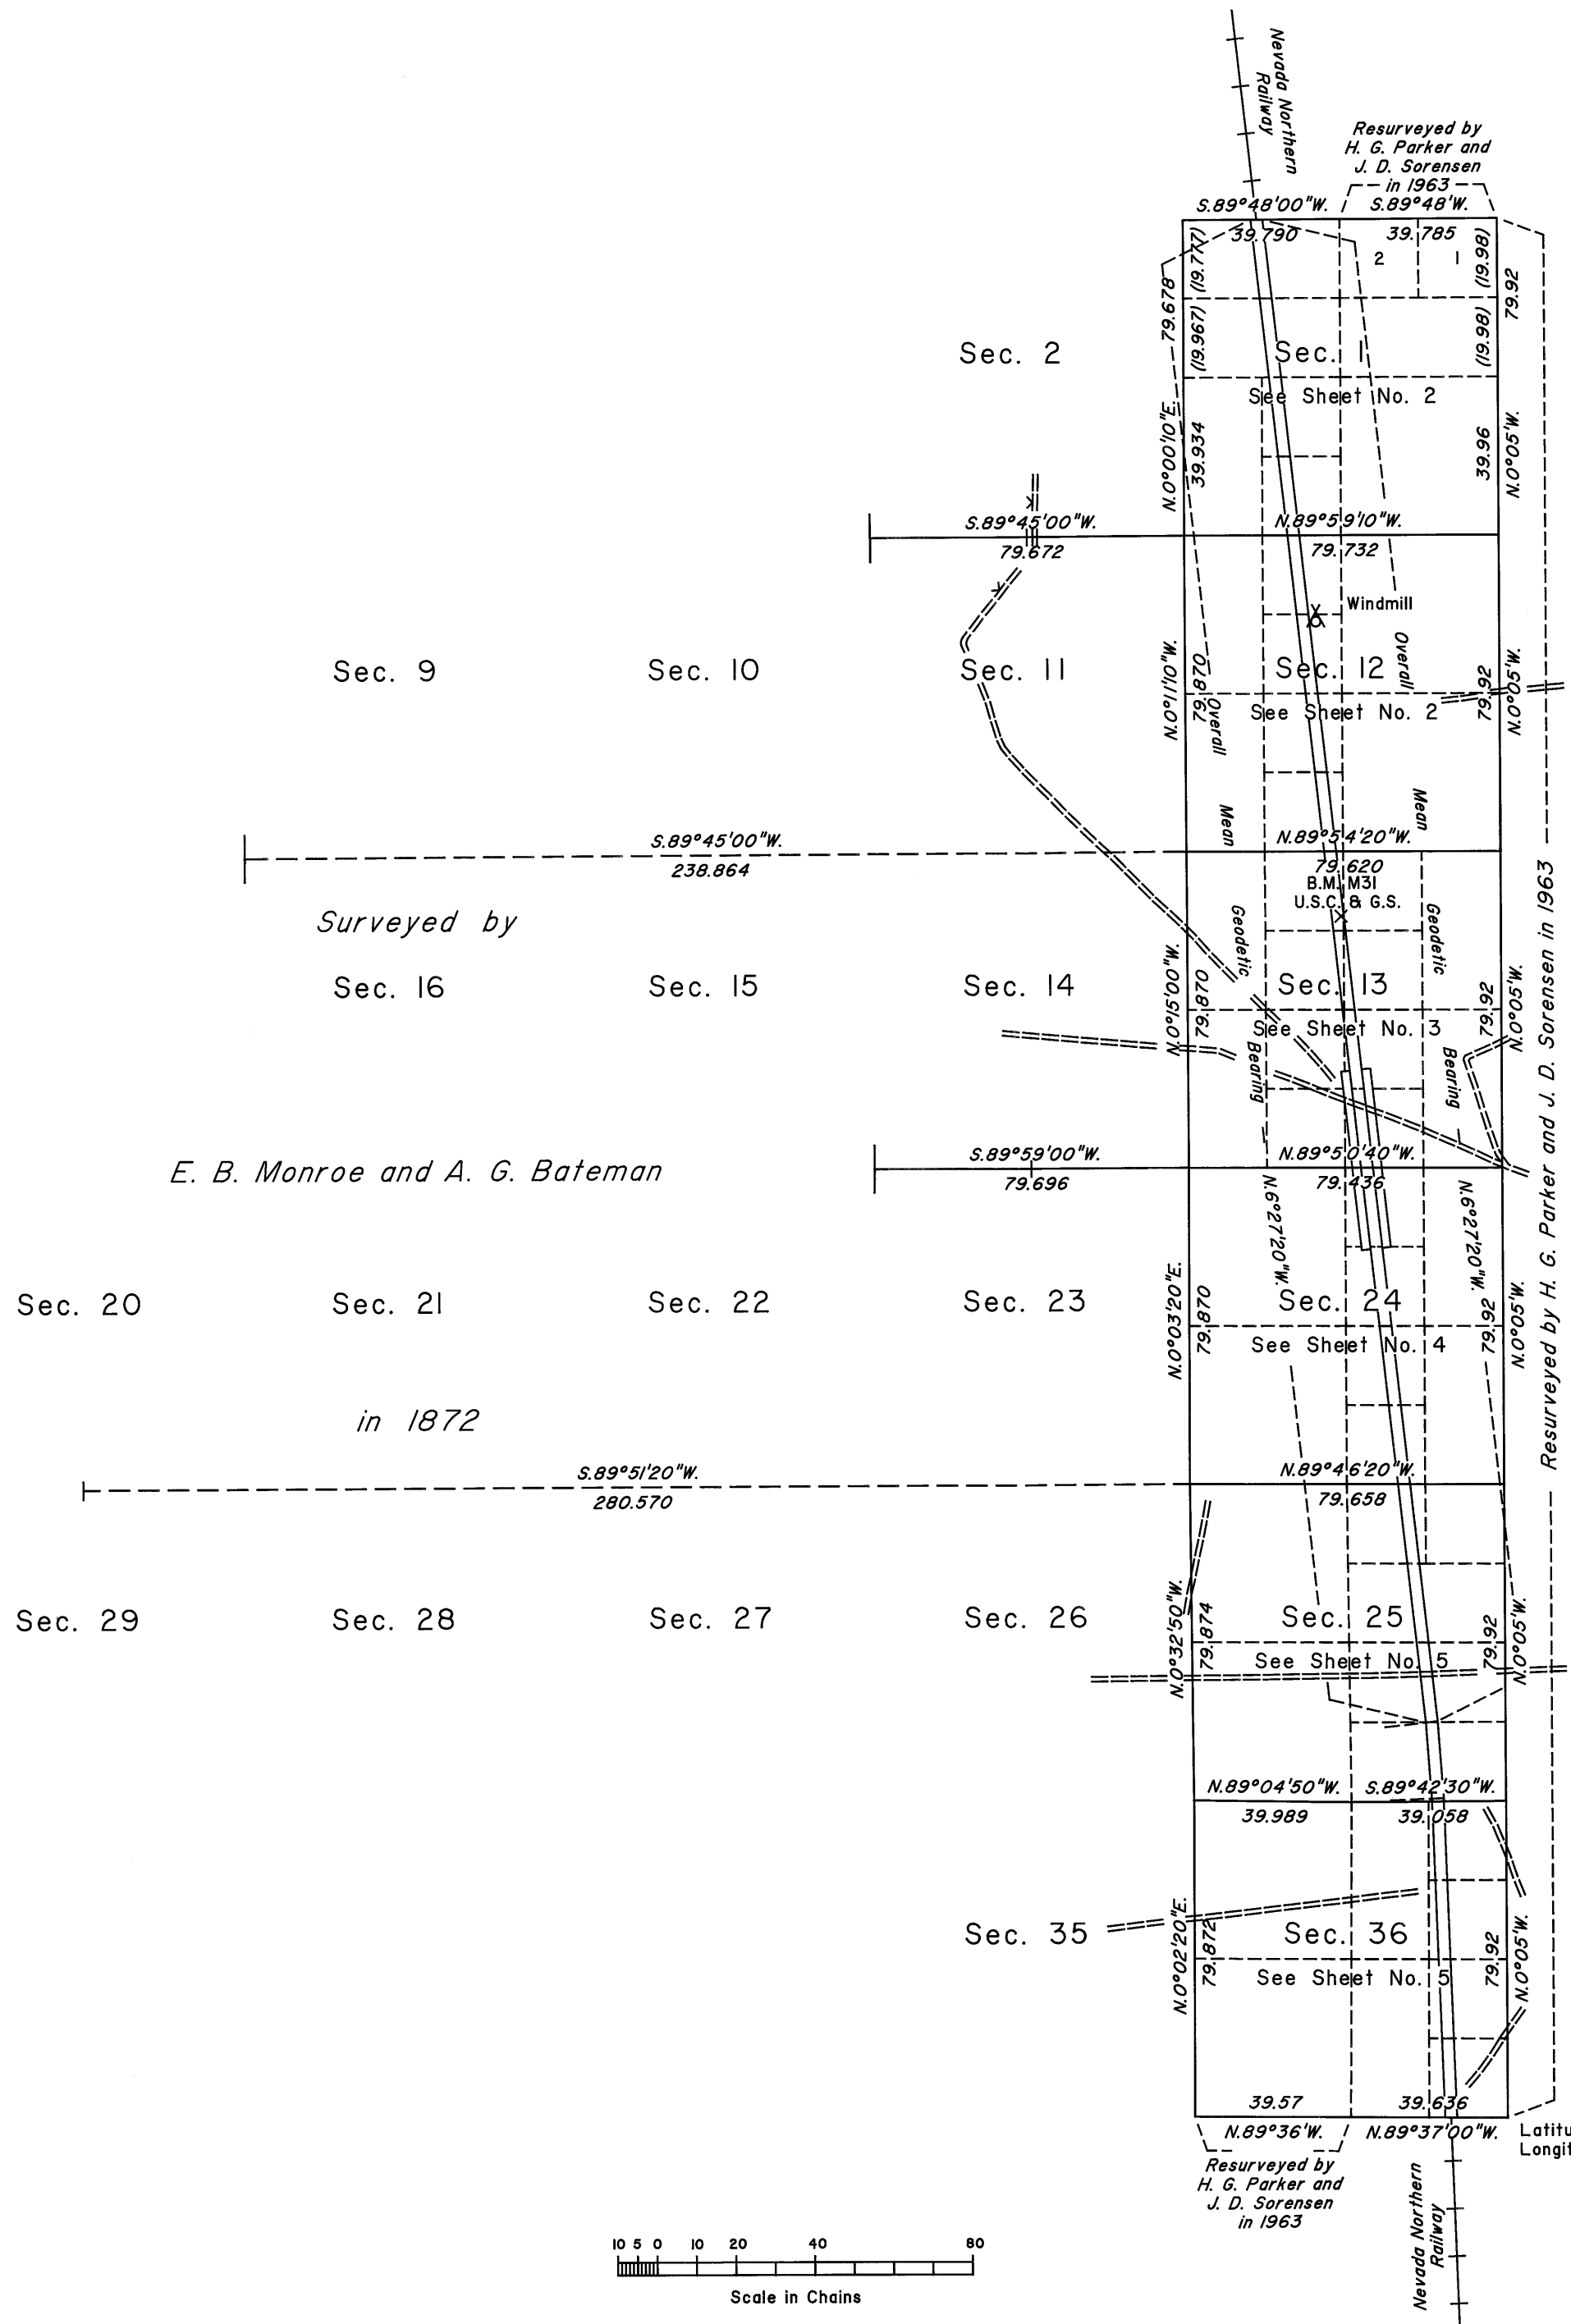 Nevada Northern
Railway
Resurveyed by
H. G. Parker and
J. D. Sorensen
in 1963
S.89°48'00"W.
S.89°48'W.
39.790
39.785
(19.777)
2
1
(19.98)
79.678
79.92
(19.967)
(19.98)
Sec. 2
Sec. 1
See Sheet No. 2
N.0°00'10"E.
39.934
39.96
N.0°05'W.
S.89°45'00"W.
79.672
N.89°59'10"W.
79.732
Windmill
Sec. 9
Sec. 10
Sec. 11
Sec. 12
See Sheet No. 2
N.0°11'10"W.
79.870
79.92
N.0°05'W.
Overall
Overall
Mean
Mean
S.89°45'00"W.
238.864
N.89°54'20"W.
79.620
B.M. M31
U.S.C. & G.S.
Surveyed by
Geodetic
Geodetic
Sec. 16
Sec. 15
Sec. 14
Sec. 13
See Sheet No. 3
N.0°15'00"W.
79.870
79.92
N.0°05'W.
Bearing
Bearing
Resurveyed by H. G. Parker and J. D. Sorensen in 1963
E. B. Monroe and A. G. Bateman
S.89°59'00"W.
79.696
N.89°50'40"W.
79.436
N.6°27'20"W.
N.6°27'20"W.
Sec. 20
Sec. 21
Sec. 22
Sec. 23
Sec. 24
See Sheet No. 4
N.0°03'20"E.
79.870
79.92
N.0°05'W.
in 1872
S.89°51'20"W.
280.570
N.89°46'20"W.
79.658
Sec. 29
Sec. 28
Sec. 27
Sec. 26
Sec. 25
See Sheet No. 5
N.0°32'50"W.
79.874
79.92
N.0°05'W.
N.89°04'50"W.
S.89°42'30"W.
39.989
39.058
Sec. 35
Sec. 36
See Sheet No. 5
N.0°02'20"E.
79.872
79.92
N.0°05'W.
39.57
39.636
N.89°36'W.
N.89°37'00"W.
Latitu
Longit
Resurveyed by
H. G. Parker and
J. D. Sorensen
in 1963
Nevada Northern
Railway
10 5 0 10 20 40 80
Scale in Chains